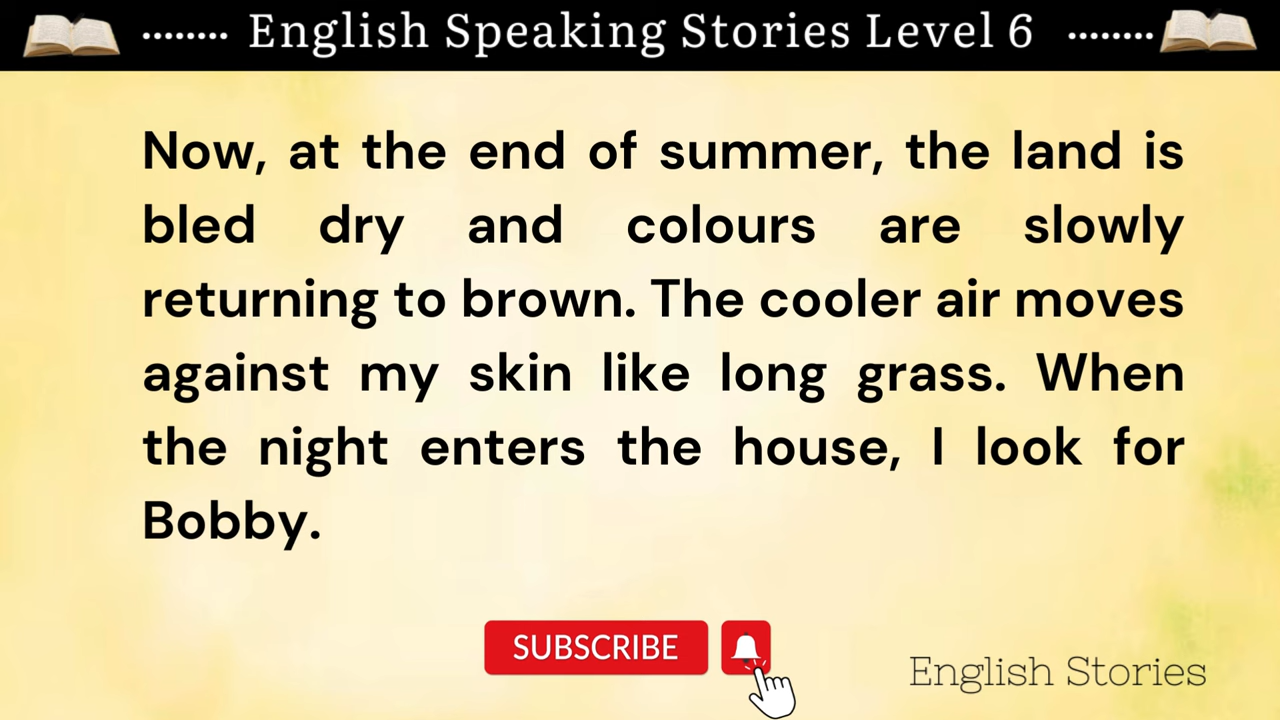 English Speaking Stories Level 6
Now, at the end of summer, the land is
bled dry and colours are slowly
returning to brown. The cooler air moves
against my skin like long grass. When
the night enters the house, I look for
Bobby.
SUBSCRIBE
English Stories